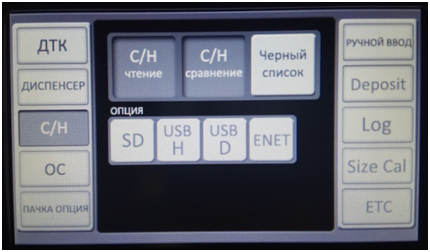 ДТК
ДИСПЕНСЕР
С/Н
ОС
ПАЧКА ОПЦИЯ
С/Н
чтение
С/Н
сравнение
Черный
список
ОПЦИЯ
SD
USB
H
USB
D
ENET
РУЧНОЙ ВВОД
Deposit
Log
Size Cal
ETC